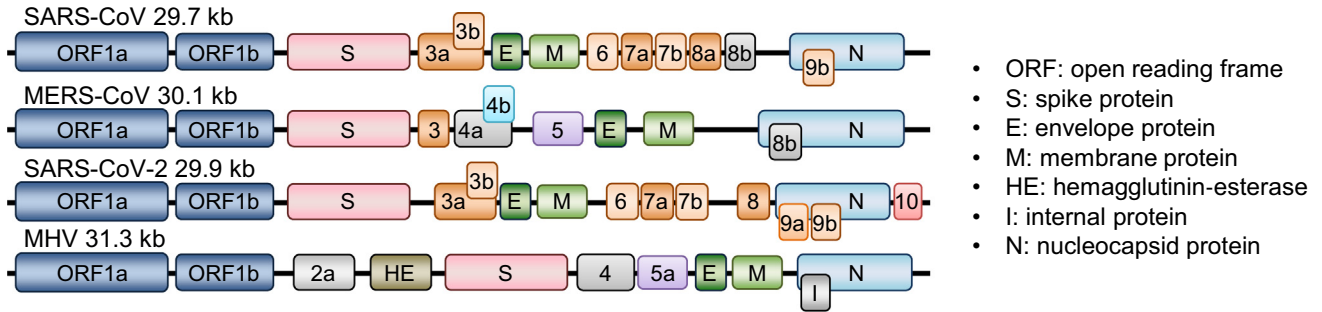 SARS-CoV 29.7 kb
ORF1a ORF1b S 3a 3b E M 6 7a 7b 8a 8b 9b N
MERS-CoV 30.1 kb
ORF1a ORF1b S 3 4a 4b 5 E M 8b N
SARS-CoV-2 29.9 kb
ORF1a ORF1b S 3a 3b E M 6 7a 7b 8 9a 9b N 10
MHV 31.3 kb
ORF1a ORF1b 2a HE S 4 5a E M I N
• ORF: open reading frame
• S: spike protein
• E: envelope protein
• M: membrane protein
• HE: hemagglutinin-esterase
• I: internal protein
• N: nucleocapsid protein